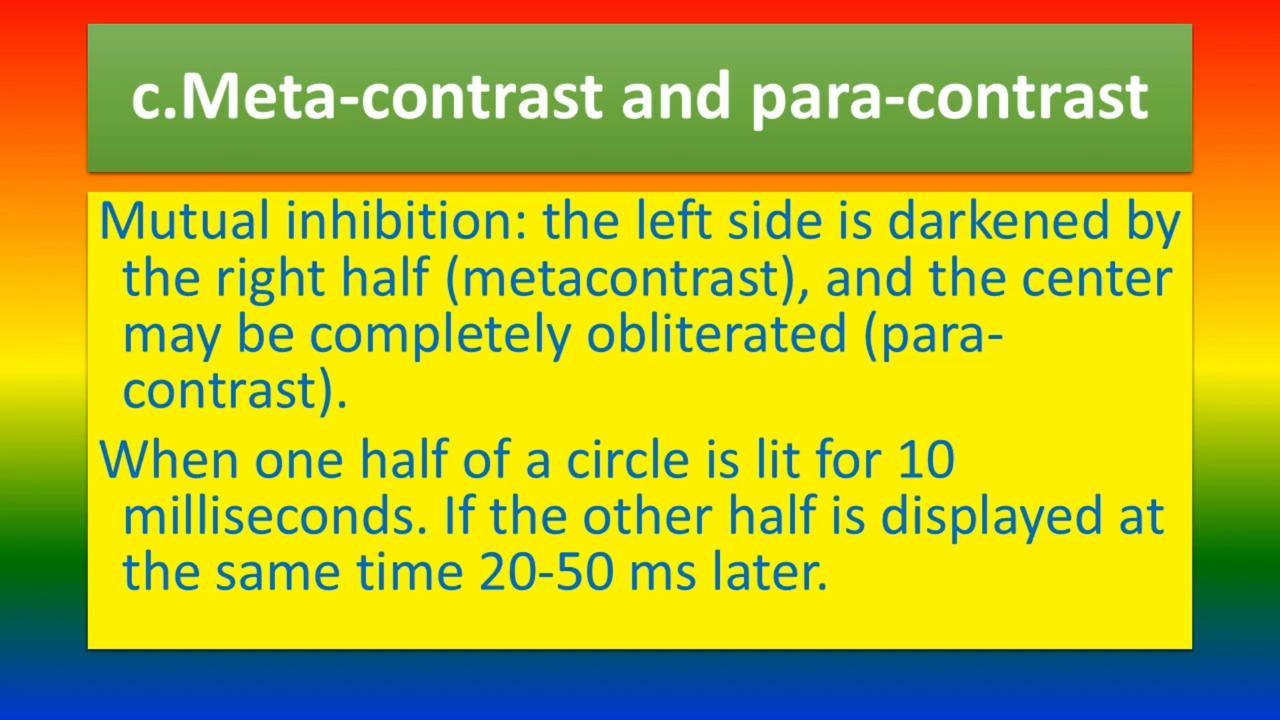 c.Meta-contrast and para-contrast
Mutual inhibition: the left side is darkened by
the right half (metacontrast), and the center
may be completely obliterated (para-
contrast).
When one half of a circle is lit for 10
milliseconds. If the other half is displayed at
the same time 20-50 ms later.